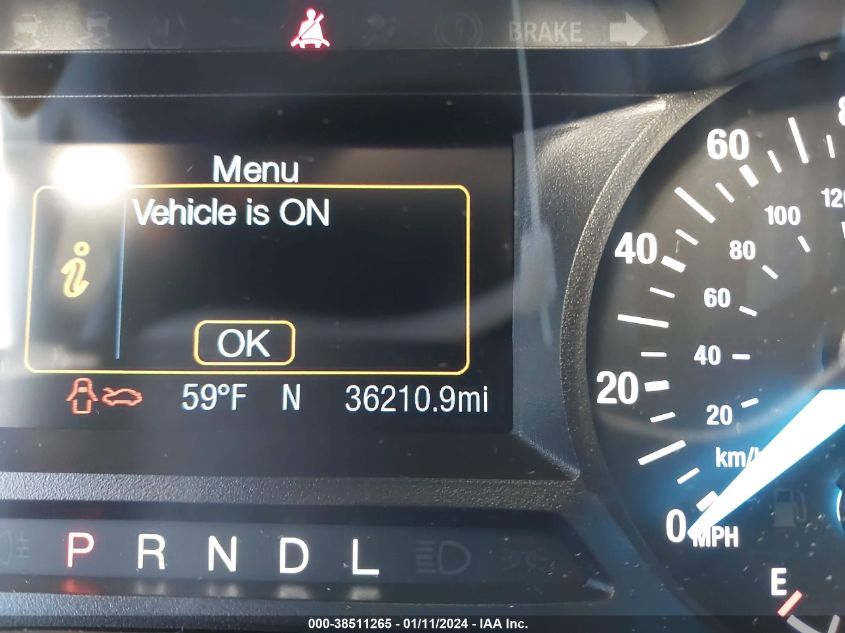 BRAKE
Menu
Vehicle is ON
i
OK
59°F N 36210.9mi
P R N D L
0 20 40 60
20 40 60 80 100 120
km/
MPH
E
000-38511265 - 01/11/2024 - IAA Inc.